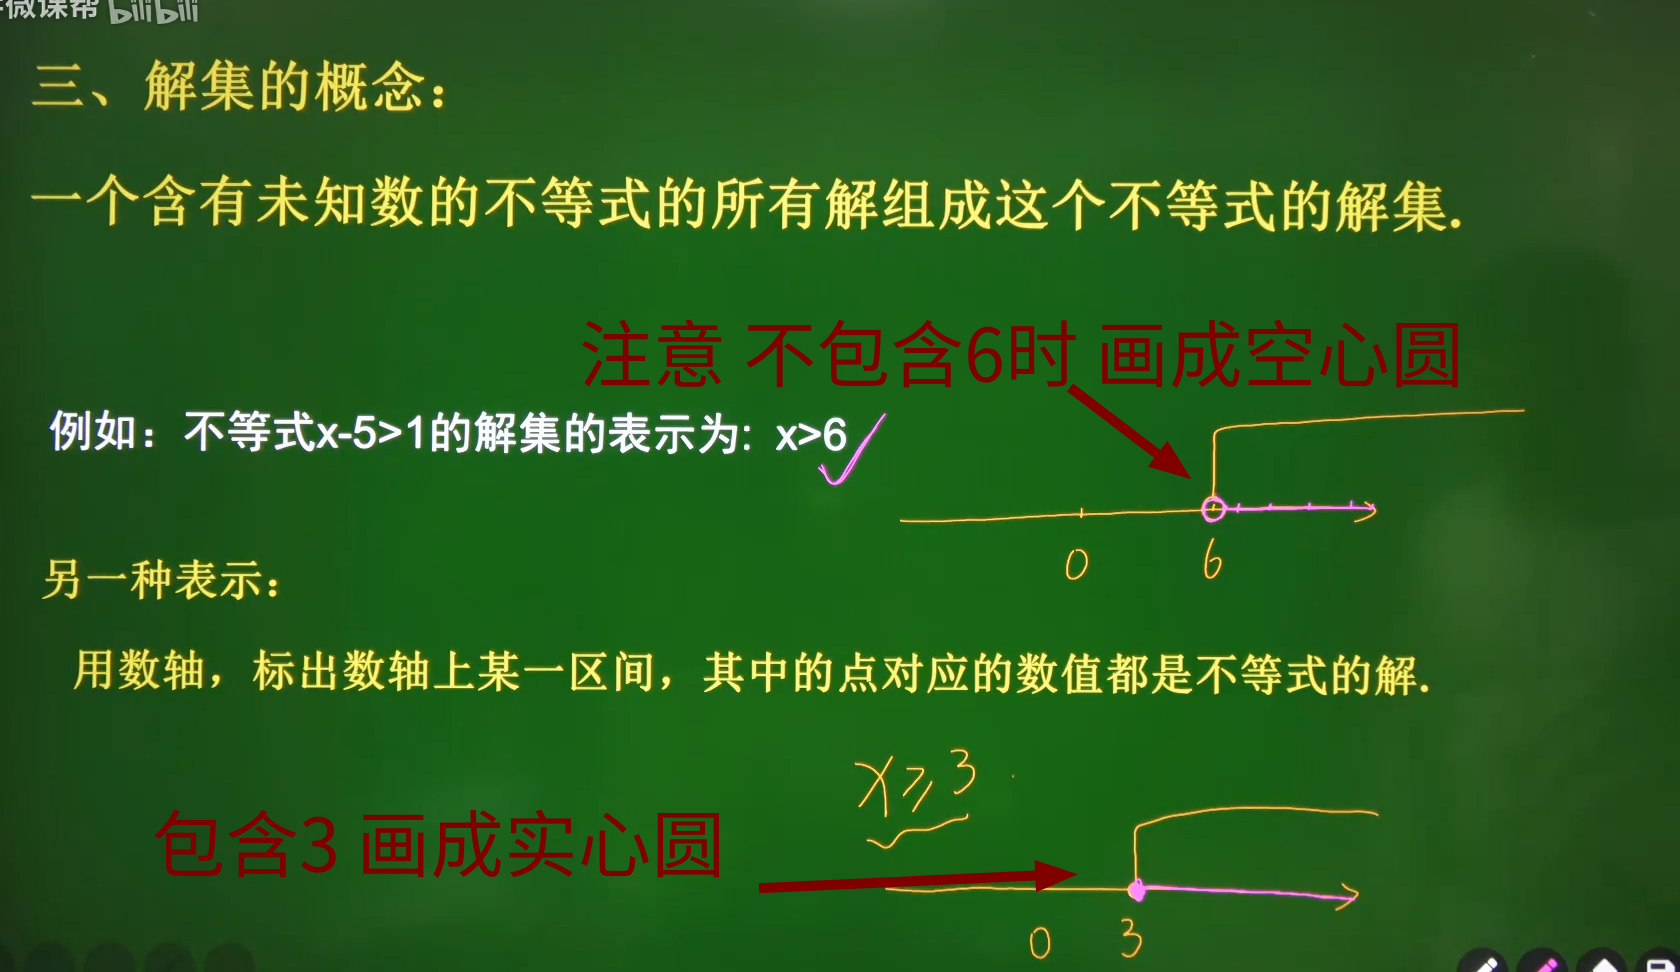 微课帮 bilibili
三、解集的概念：
一个含有未知数的不等式的所有解组成这个不等式的解集.
注意 不包含6时 画成空心圆
例如：不等式x-5>1的解集的表示为: x>6
0 6
另一种表示：
用数轴，标出数轴上某一区间，其中的点对应的数值都是不等式的解.
x≥3
包含3 画成实心圆
0 3